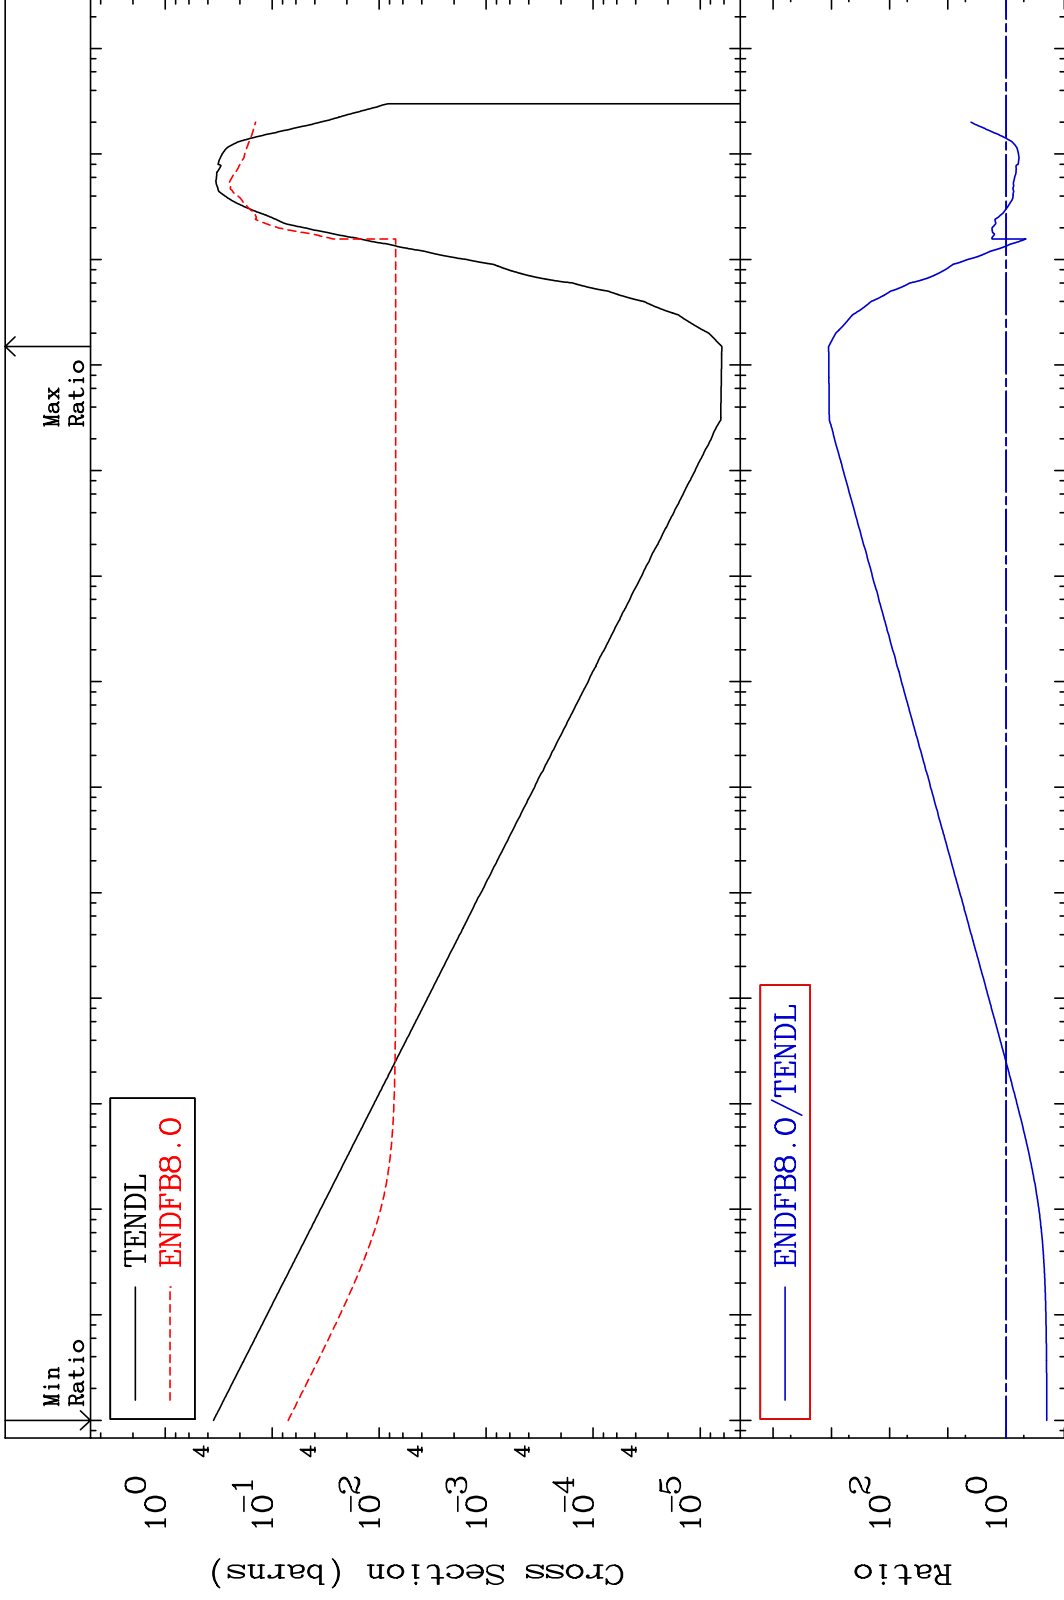 Min
Ratio
Max
Ratio
TENDL
ENDFB8.0
10 0
4
10 -1
4
10 -2
4
10 -3
4
10 -4
4
10 -5
Cross Section (barns)
ENDFB8.0/TENDL
10 2
10 0
Ratio